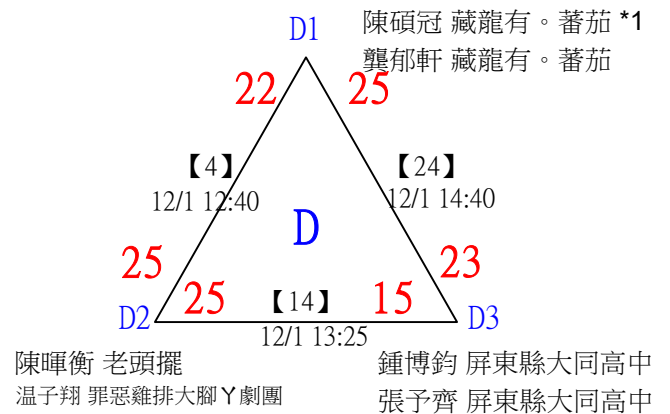 D1
陳碩冠 藏龍有。蕃茄 *1
龔郁軒 藏龍有。蕃茄
22
25
【4】
12/1 12:40
【24】
12/1 14:40
D
25
23
25
【14】
15
D2
12/1 13:25
D3
陳暉衡 老頭擺
温子翔 罪惡雞排大腳丫劇團
鍾博鈞 屏東縣大同高中
張予齊 屏東縣大同高中